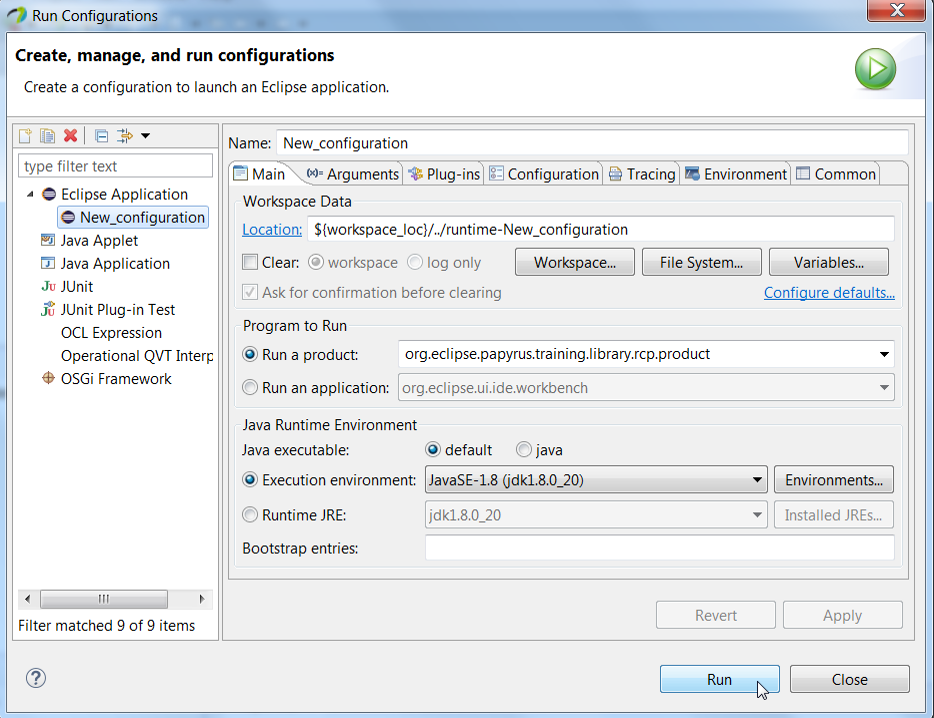 Run Configurations
Create, manage, and run configurations
Create a configuration to launch an Eclipse application.
type filter text
Eclipse Application
New_configuration
Java Applet
Java Application
Ju JUnit
JUnit Plug-in Test
OCL Expression
Operational QVT Interp
OSGi Framework
Filter matched 9 of 9 items
Name: New_configuration
Main (x)= Arguments Plug-ins Configuration Tracing Environment Common
Workspace Data
Location: ${workspace_loc}/../runtime-New_configuration
Clear: workspace log only Workspace... File System... Variables...
Ask for confirmation before clearing Configure defaults...
Program to Run
Run a product: org.eclipse.papyrus.training.library.rcp.product
Run an application: org.eclipse.ui.ide.workbench
Java Runtime Environment
Java executable: default java
Execution environment: JavaSE-1.8 (jdk1.8.0_20) Environments...
Runtime JRE: jdk1.8.0_20 Installed JREs...
Bootstrap entries:
Revert Apply
? Run Close